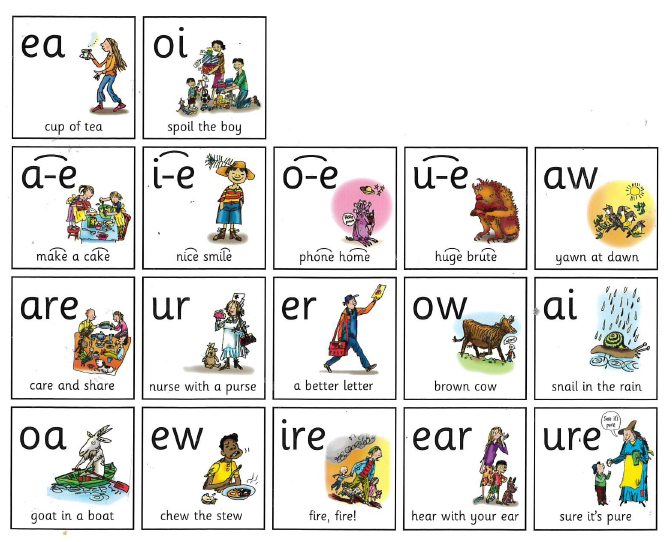 ea
cup of tea
oi
spoil the boy
a-e
make a cake
i-e
nice smile
o-e
phone home
u-e
huge brute
aw
yawn at dawn
are
care and share
ur
nurse with a purse
er
a better letter
ow
brown cow
ai
snail in the rain
oa
goat in a boat
ew
chew the stew
ire
fire, fire!
ear
hear with your ear
ure
Sure it's
pure!
sure it's pure